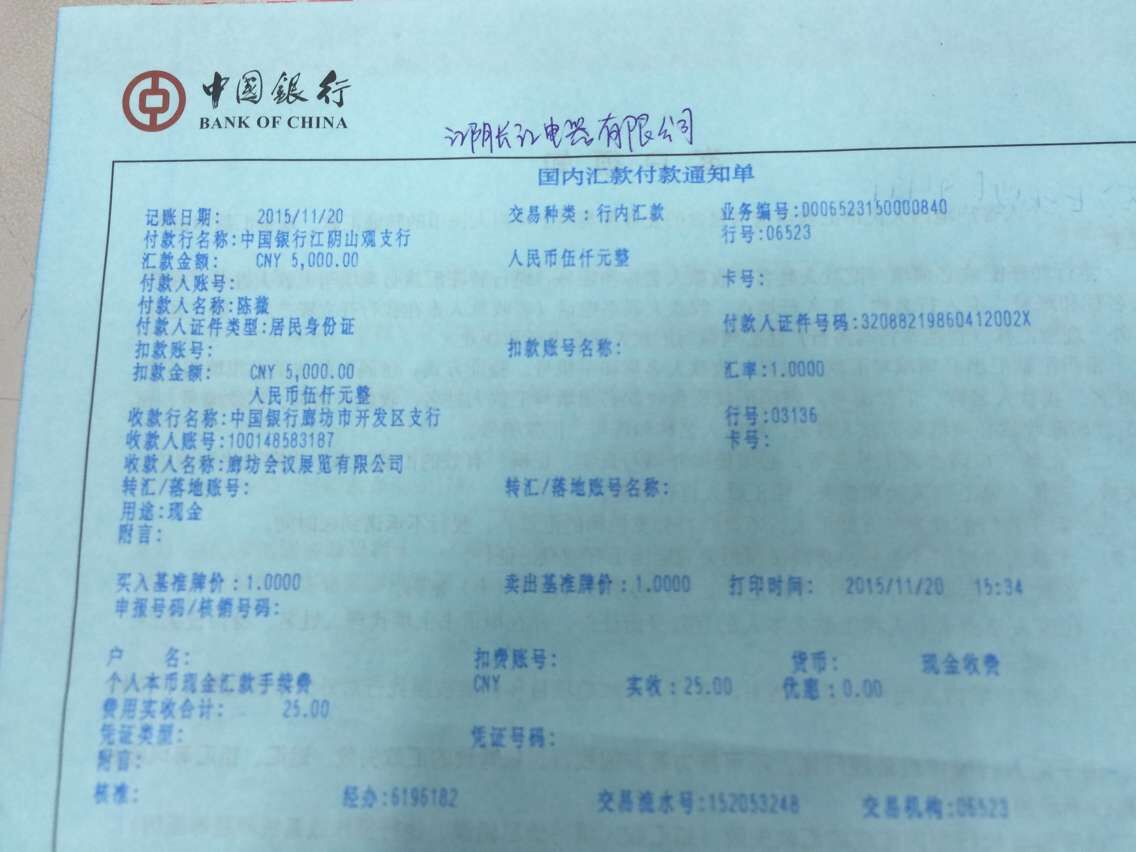 中国銀行
BANK OF CHINA
江阴长江电器有限公司
国内汇款付款通知单
记账日期: 2015/11/20 交易种类:行内汇款 业务编号:D006523150000840
付款行名称:中国银行江阴山观支行 行号:06523
汇款金额: CNY 5,000.00 人民币伍仟元整
付款人账号: 卡号:
付款人名称:陈薇
付款人证件类型:居民身份证 付款人证件号码:32088219860412002X
扣款账号: 扣款账号名称:
扣款金额: CNY 5,000.00 汇率:1.0000
人民币伍仟元整
收款行名称:中国银行廊坊市开发区支行 行号:03136
收款人账号:100148583187 卡号:
收款人名称:廊坊会议展览有限公司
转汇/落地账号: 转汇/落地账号名称:
用途:现金
附言:
买入基准牌价:1.0000 卖出基准牌价:1.0000 打印时间: 2015/11/20 15:34
申报号码/核销号码:
户 名: 扣费账号: 货币: 现金收费
个人本币现金汇款手续费 CNY 实收:25.00 优惠:0.00
费用实收合计: 25.00
凭证类型: 凭证号码:
附言:
核准: 经办:6196182 交易流水号:152053248 交易机构:06523